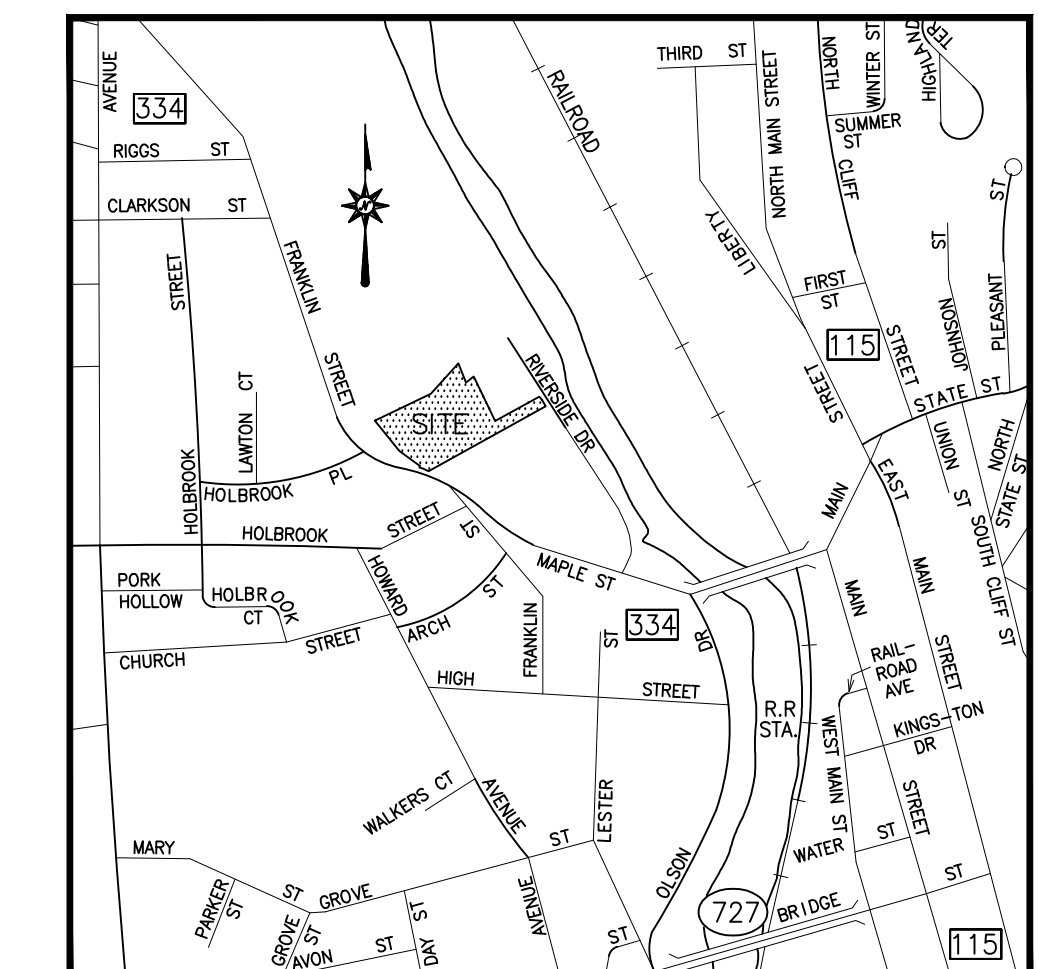 AVENUE
334
RIGGS ST
CLARKSON ST
STREET
HOLBROOK
FRANKLIN
STREET
N
RAILROAD
THIRD ST
NORTH MAIN STREET
LIBERTY
NORTH
CLIFF
STREET
WINTER ST
SUMMER
ST
HIGHLAND
TER
PLEASANT ST
JOHNSON ST
FIRST
ST
115
STREET
STATE ST
LAWTON CT
HOLBROOK PL
SITE
RIVERSIDE DR
HOLBROOK STREET
ST
MAPLE ST
MAIN
EAST
MAIN
STREET
UNION ST
NORTH
STATE ST
SOUTH CLIFF ST
PORK
HOLLOW
HOLBROOK
CT
CHURCH STREET
HOWARD
ARCH ST
FRANKLIN
334
ST
LESTER
DR
OLSON
HIGH STREET
R.R
STA.
MAIN
STREET
RAIL-
ROAD
AVE
WEST MAIN ST
KINGS-TON
DR
WALKERS CT
AVENUE
MARY
ST
PARKER
ST
GROVE ST
GROVE
ST
AVON ST
DAY ST
AVENUE
ST
WATER ST
727
BRIDGE ST
115